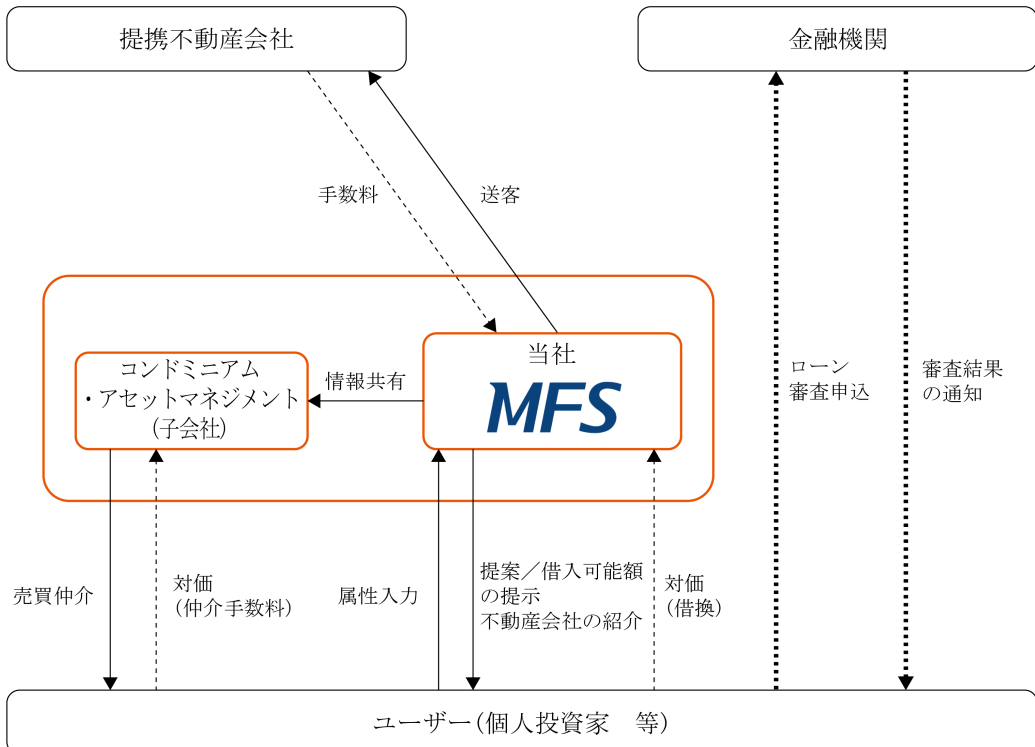 提携不動産会社
金融機関
手数料
送客
コンドミニアム
・アセットマネジメント
(子会社)
情報共有
当社
MFS
ローン
審査申込
審査結果
の通知
売買仲介
対価
(仲介手数料)
属性入力
提案／借入可能額
の提示
不動産会社の紹介
対価
(借換)
ユーザー(個人投資家　等)